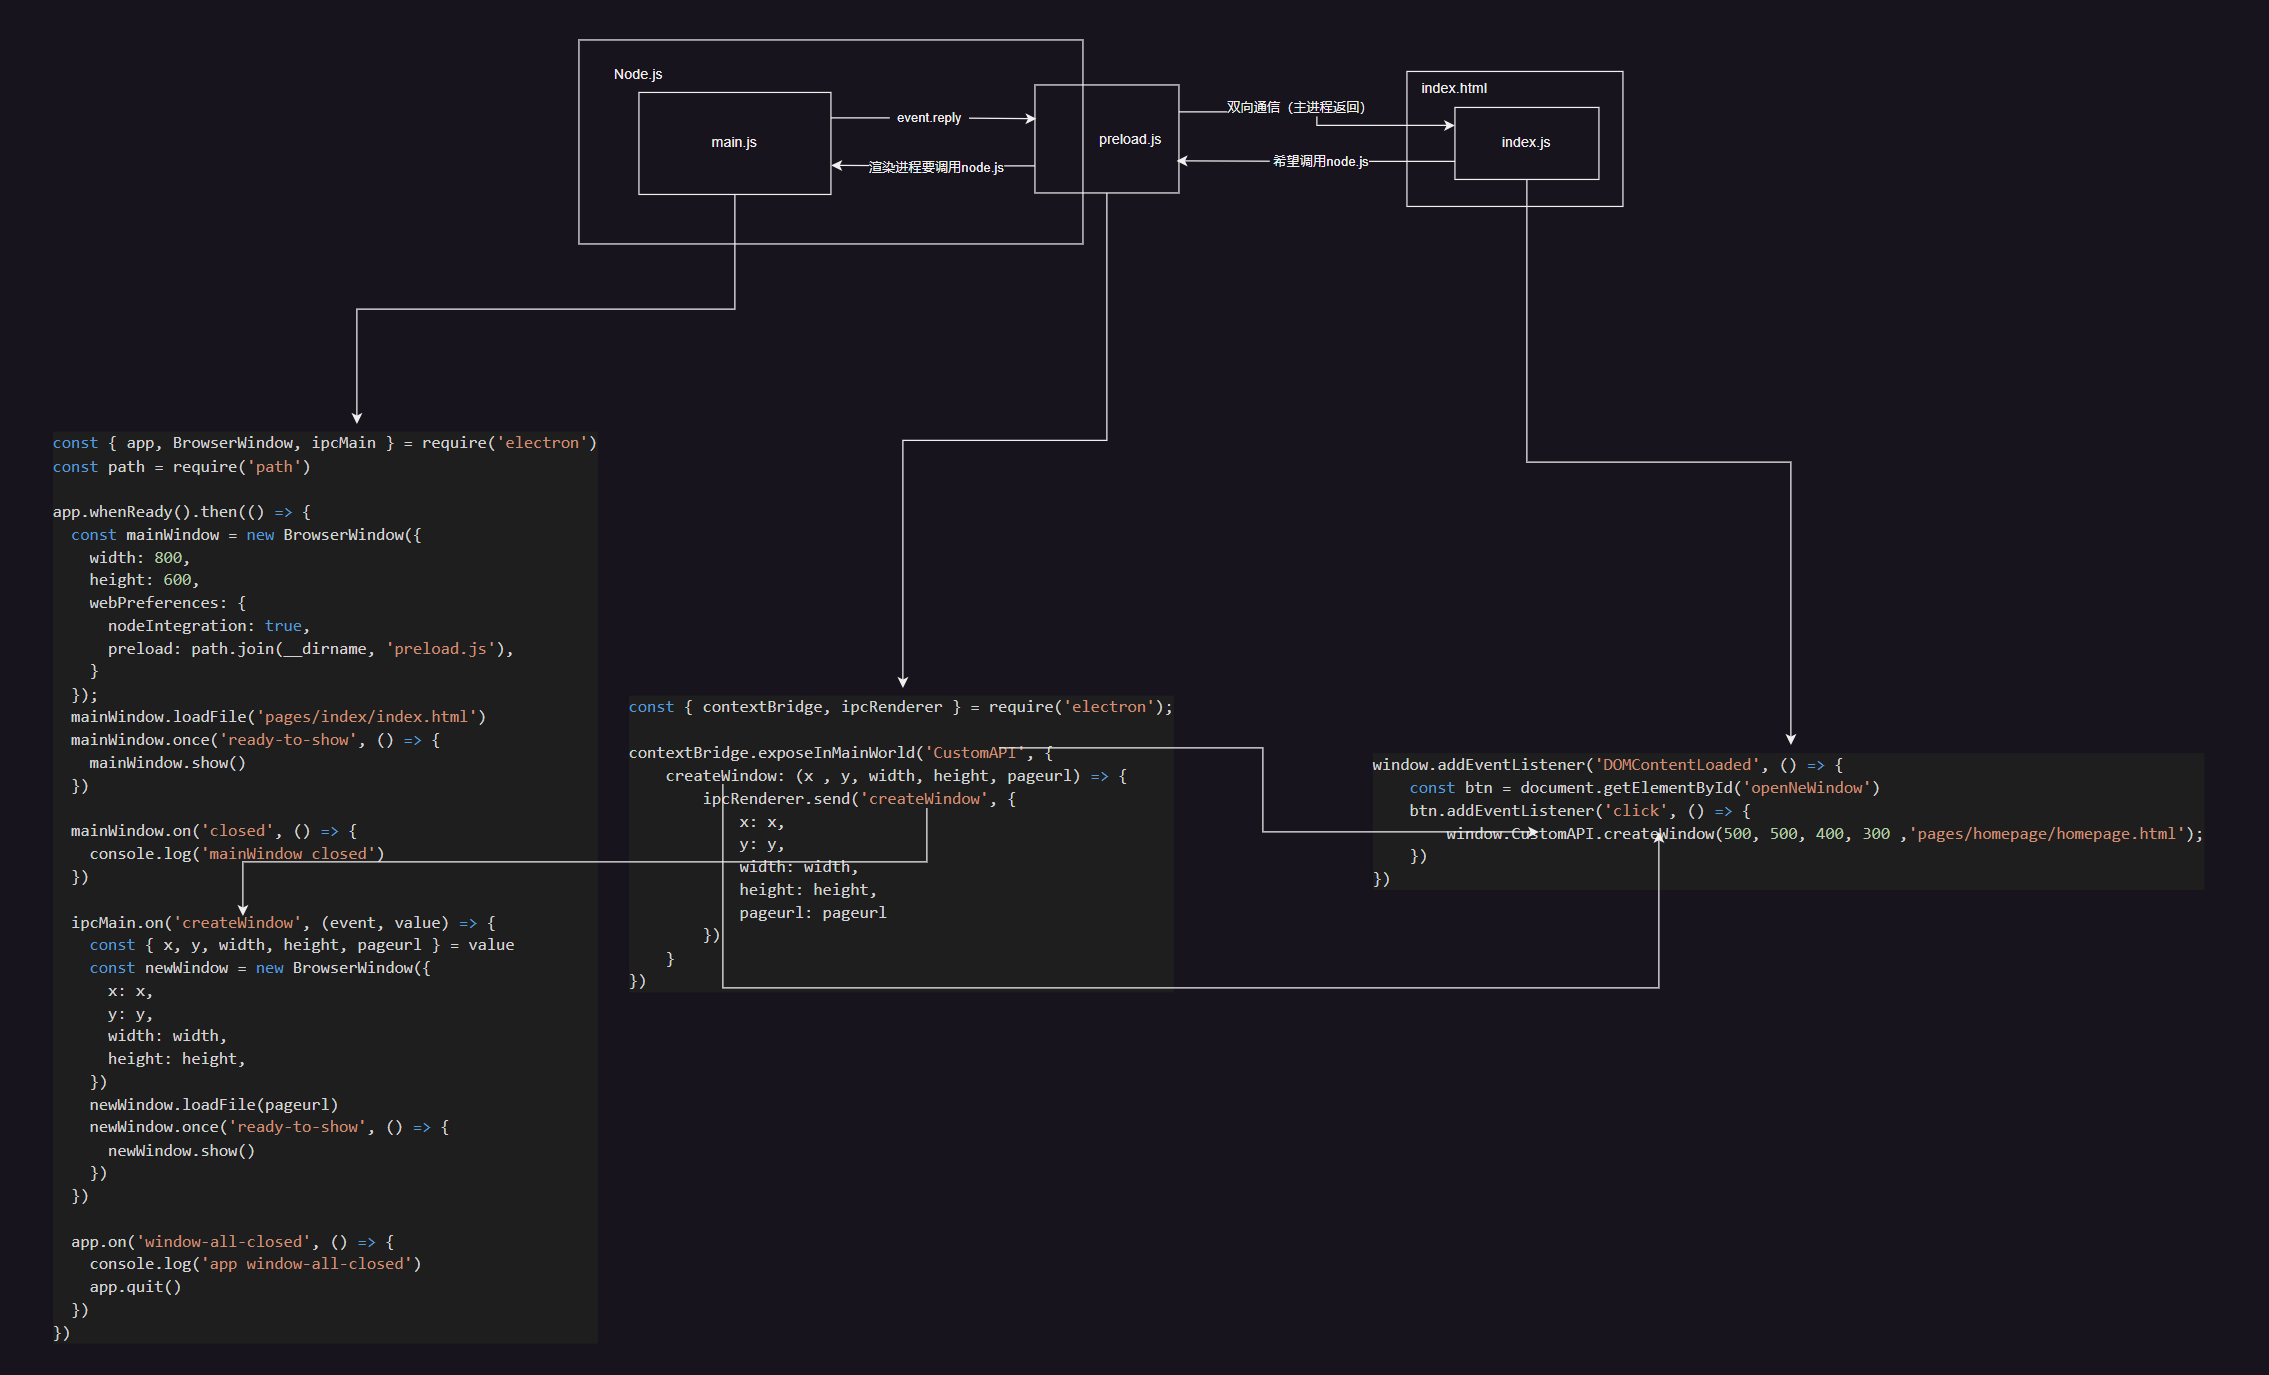 Node.js
main.js
event.reply
渲染进程要调用node.js
preload.js
双向通信（主进程返回）
希望调用node.js
index.html
index.js
const { app, BrowserWindow, ipcMain } = require('electron')
const path = require('path')
app.whenReady().then(() => {
  const mainWindow = new BrowserWindow({
    width: 800,
    height: 600,
    webPreferences: {
      nodeIntegration: true,
      preload: path.join(__dirname, 'preload.js'),
    }
  });
  mainWindow.loadFile('pages/index/index.html')
  mainWindow.once('ready-to-show', () => {
    mainWindow.show()
  })
  mainWindow.on('closed', () => {
    console.log('mainWindow closed')
  })
  ipcMain.on('createWindow', (event, value) => {
    const { x, y, width, height, pageurl } = value
    const newWindow = new BrowserWindow({
      x: x,
      y: y,
      width: width,
      height: height,
    })
    newWindow.loadFile(pageurl)
    newWindow.once('ready-to-show', () => {
      newWindow.show()
    })
  })
  app.on('window-all-closed', () => {
    console.log('app window-all-closed')
    app.quit()
  })
})
const { contextBridge, ipcRenderer } = require('electron');
contextBridge.exposeInMainWorld('CustomAPI', {
    createWindow: (x , y, width, height, pageurl) => {
        ipcRenderer.send('createWindow', {
            x: x,
            y: y,
            width: width,
            height: height,
            pageurl: pageurl
        })
    }
})
window.addEventListener('DOMContentLoaded', () => {
    const btn = document.getElementById('openNeWindow')
    btn.addEventListener('click', () => {
        window.CustomAPI.createWindow(500, 500, 400, 300 ,'pages/homepage/homepage.html');
    })
})